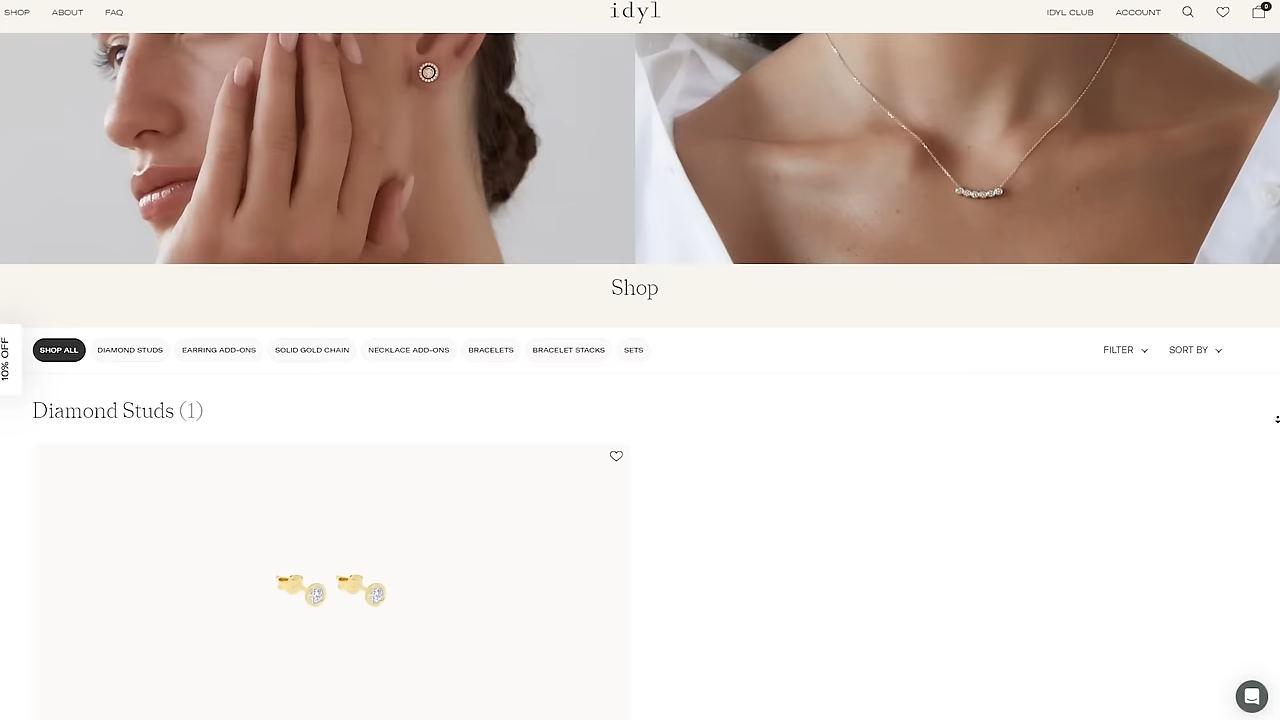 SHOP ABOUT FAQ idyl IDYL CLUB ACCOUNT 0
Shop
10% OFF
SHOP ALL DIAMOND STUDS EARRING ADD-ONS SOLID GOLD CHAIN NECKLACE ADD-ONS BRACELETS BRACELET STACKS SETS FILTER SORT BY
Diamond Studs (1)